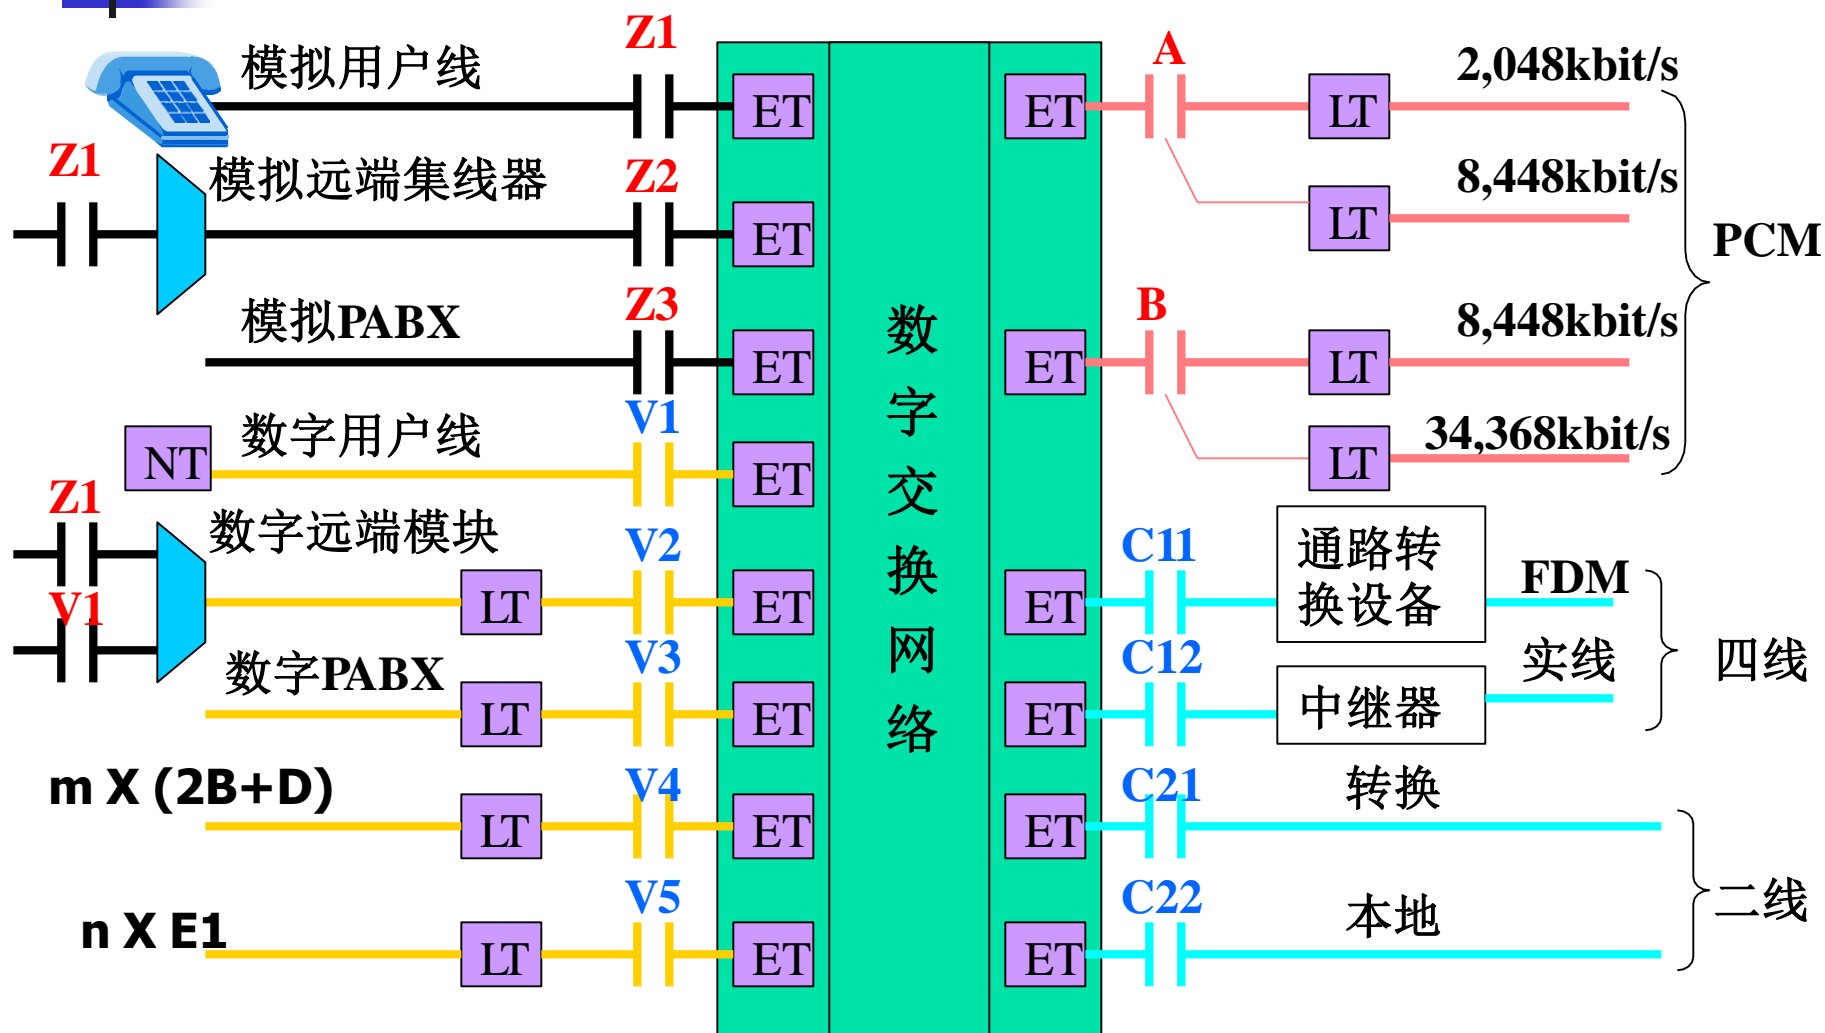 模拟用户线
Z1
ET
Z1
模拟远端集线器
Z2
ET
模拟PABX
Z3
ET
NT
数字用户线
V1
ET
Z1
V1
数字远端模块
LT
V2
ET
数字PABX
LT
V3
ET
m X (2B+D)
LT
V4
ET
n X E1
LT
V5
ET
数字交换网络
ET
A
LT
2,048kbit/s
LT
8,448kbit/s
PCM
ET
B
LT
8,448kbit/s
LT
34,368kbit/s
ET
C11
通路转
换设备
FDM
ET
C12
中继器
实线
四线
ET
C21
转换
ET
C22
本地
二线